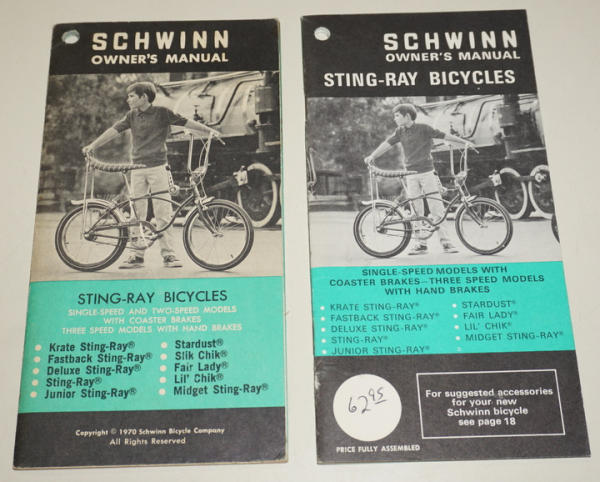 SCHWINN
OWNER'S MANUAL
STING-RAY BICYCLES
SINGLE-SPEED AND TWO-SPEED MODELS
WITH COASTER BRAKES
THREE SPEED MODELS WITH HAND BRAKES
• Krate Sting-Ray®
• Fastback Sting-Ray®
• Deluxe Sting-Ray®
• Sting-Ray®
• Junior Sting-Ray®
• Stardust®
• Slik Chik®
• Fair Lady®
• Lil' Chik®
• Midget Sting-Ray®
Copyright © 1970 Schwinn Bicycle Company
All Rights Reserved
SCHWINN
OWNER'S MANUAL
STING-RAY BICYCLES
SINGLE-SPEED MODELS WITH
COASTER BRAKES—THREE SPEED MODELS
WITH HAND BRAKES
• KRATE STING-RAY®
• FASTBACK STING-RAY®
• DELUXE STING-RAY®
• STING-RAY®
• JUNIOR STING-RAY®
• STARDUST®
• FAIR LADY®
• LIL' CHIK®
• MIDGET STING-RAY®
62.95
PRICE FULLY ASSEMBLED
For suggested accessories
for your new
Schwinn bicycle
see page 18